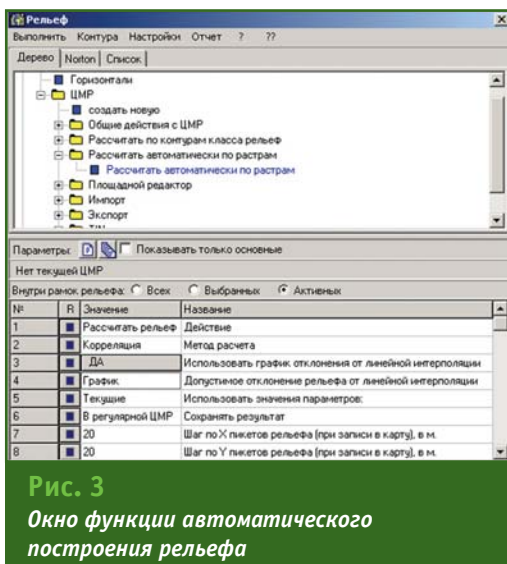 Рельеф
Выполнить Контура Настройки Отчет ? ??
Дерево Norton Список
Горизонтали
ЦМР
создать новую
Общие действия с ЦМР
Рассчитать по контурам класса рельеф
Рассчитать автоматически по растрам
Рассчитать автоматически по растрам
Площадной редактор
Импорт
Экспорт
TIN
Параметры: Показывать только основные
Нет текущей ЦМР
Внутри рамок рельефа: Всех Выбранных Активных
№ R Значение Название
1 Рассчитать рельеф Действие
2 Корреляция Метод расчета
3 ДА Использовать график отклонения от линейной интерполяции
4 График Допустимое отклонение рельефа от линейной интерполяции
5 Текущие Использовать значения параметров:
6 В регулярной ЦМР Сохранять результат
7 20 Шаг по X пикетов рельефа (при записи в карту), в м.
8 20 Шаг по Y пикетов рельефа (при записи в карту), в м.
Рис. 3
Окно функции автоматического
построения рельефа